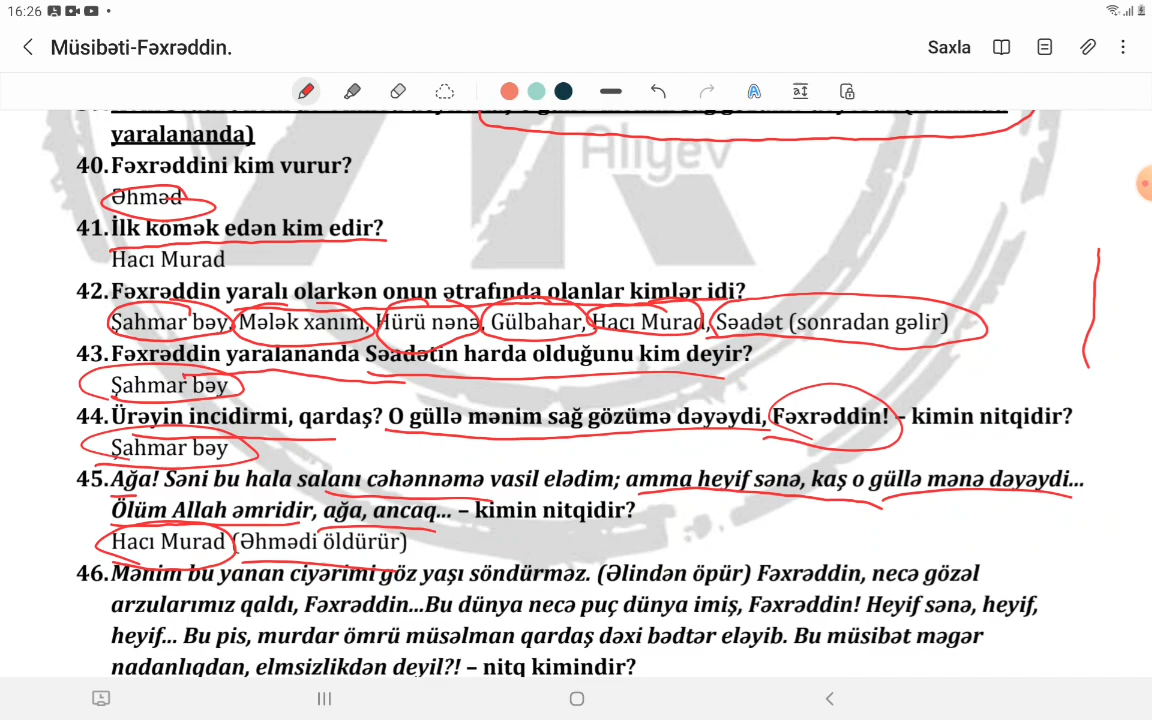 16:26
Müsibəti-Fəxrəddin.
Saxla
yaralananda)
Aliyev
40. Fəxrəddini kim vurur?
Əhməd
41. İlk kömək edən kim edir?
Hacı Murad
42. Fəxrəddin yaralı olarkən onun ətrafında olanlar kimlər idi?
Şahmar bəy, Mələk xanım, Hürü nənə, Gülbahar, Hacı Murad, Səadət (sonradan gəlir)
43. Fəxrəddin yaralananda Səadətin harda olduğunu kim deyir?
Şahmar bəy
44. Ürəyin incidirmi, qardaş? O güllə mənim sağ gözümə dəyəydi, Fəxrəddin! – kimin nitqidir?
Şahmar bəy
45. Ağa! Səni bu hala salanı cəhənnəmə vasil elədim; amma heyif sənə, kaş o güllə mənə dəyəydi...
Ölüm Allah əmridir, ağa, ancaq... – kimin nitqidir?
Hacı Murad (Əhmədi öldürür)
46. Mənim bu yanan ciyərimi göz yaşı söndürməz. (Əlindən öpür) Fəxrəddin, necə gözəl
arzularımız qaldı, Fəxrəddin...Bu dünya necə puç dünya imiş, Fəxrəddin! Heyif sənə, heyif,
heyif... Bu pis, murdar ömrü müsəlman qardaş dəxi bədtər eləyib. Bu müsibət məgər
nadanlıqdan, elmsizlikdən deyil?! – nitq kimindir?